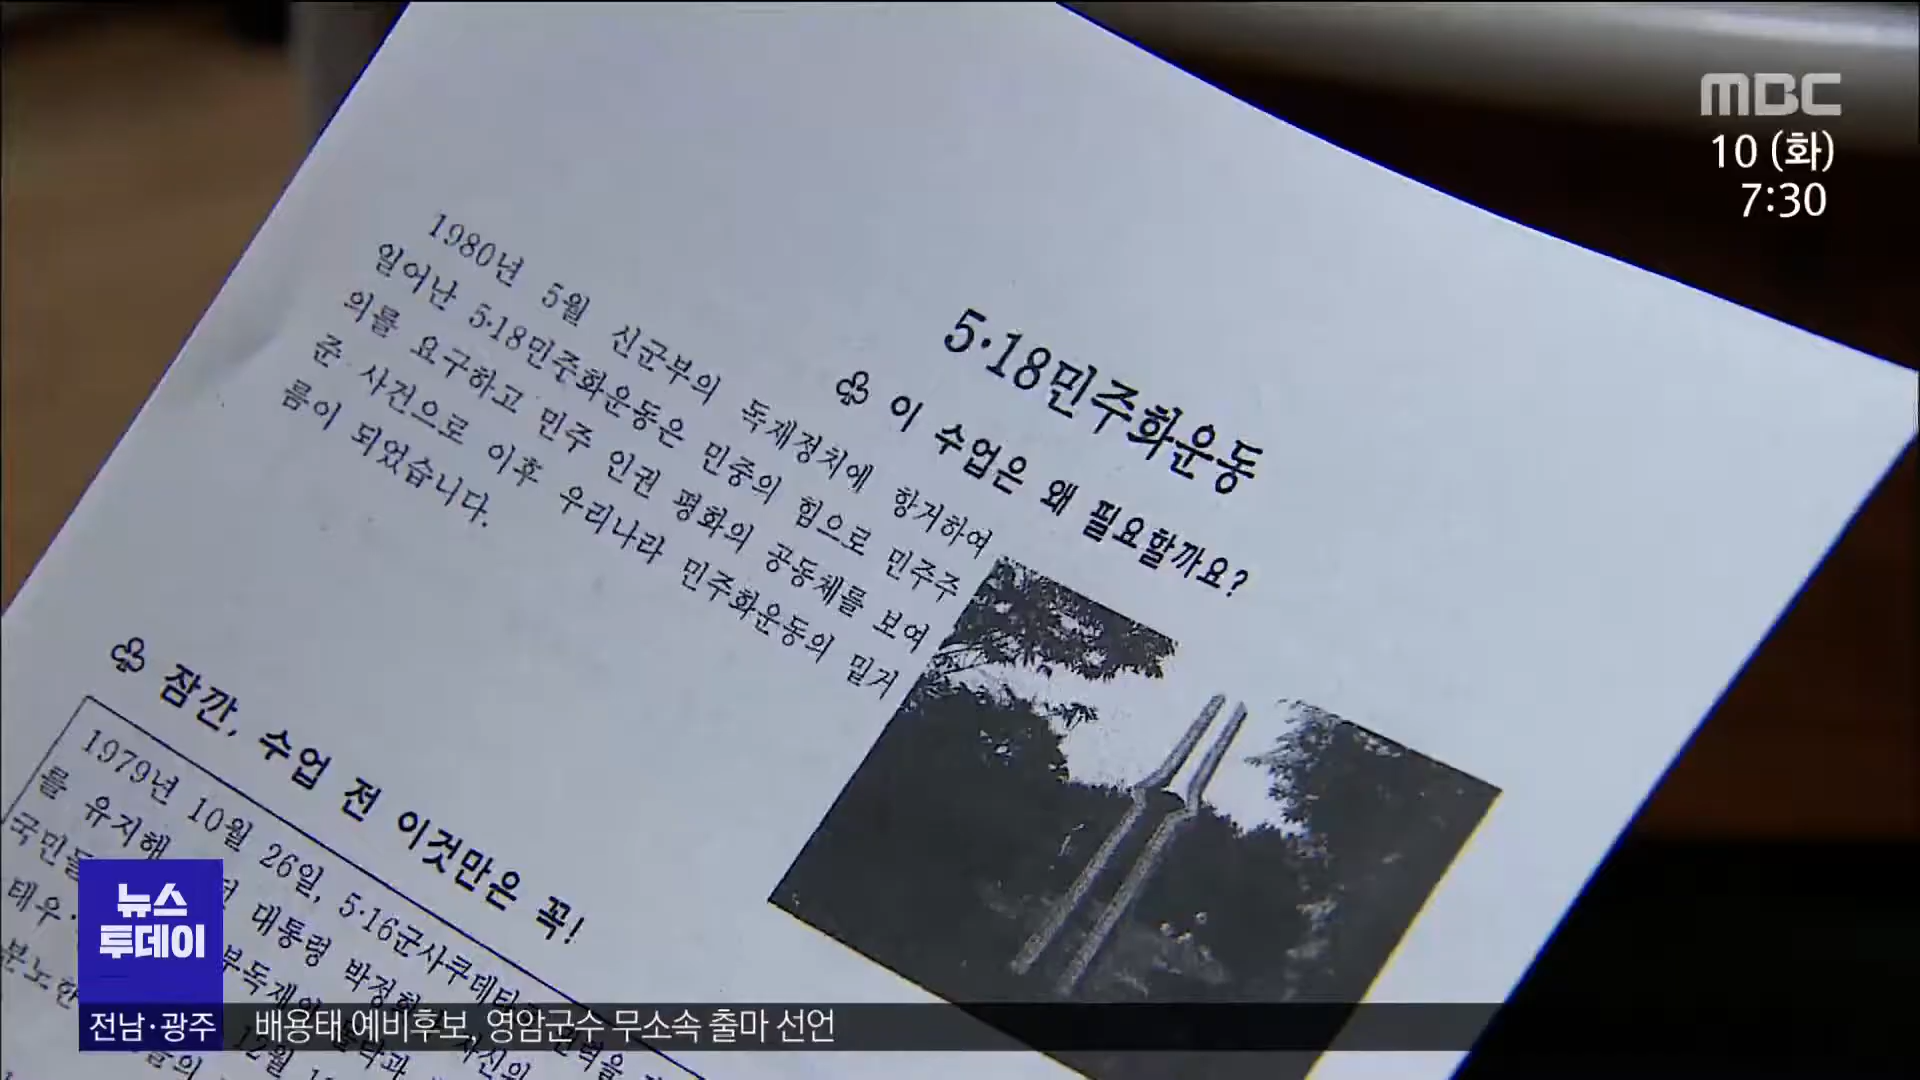 MBC
10 (화)
7:30
5·18민주화운동
♧ 이 수업은 왜 필요할까요?
1980년 5월 신군부의 독재정치에 항거하여
일어난 5·18민주화운동은 민중의 힘으로 민주주
의를 요구하고 민주 인권 평화의 공동체를 보여
준 사건으로 이후 우리나라 민주화운동의 밑거
름이 되었습니다.
♧ 잠깐, 수업 전 이것만은 꼭!
1979년 10월 26일, 5·16군사쿠데타
를 유지해 대통령
국민들
태우·
분노한
12월
뉴스
투데이
전남·광주
배용태 예비후보, 영암군수 무소속 출마 선언